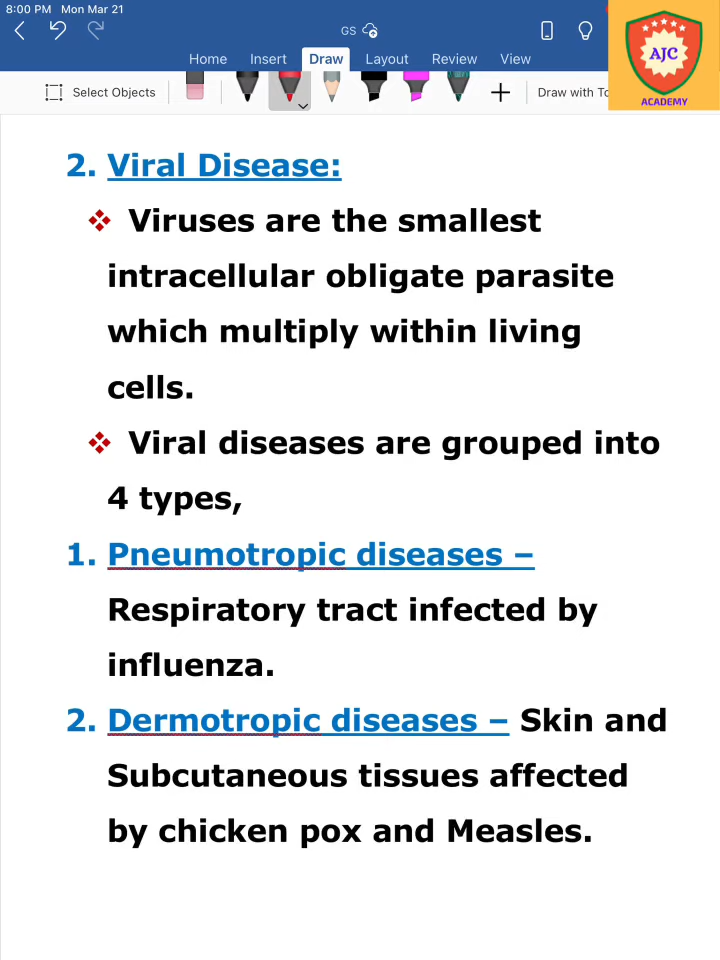 8:00 PM Mon Mar 21
GS
Home Insert Draw Layout Review View
Select Objects Draw with To
AJC
ACADEMY
2. Viral Disease:
❖ Viruses are the smallest
intracellular obligate parasite
which multiply within living
cells.
❖ Viral diseases are grouped into
4 types,
1. Pneumotropic diseases –
Respiratory tract infected by
influenza.
2. Dermotropic diseases – Skin and
Subcutaneous tissues affected
by chicken pox and Measles.